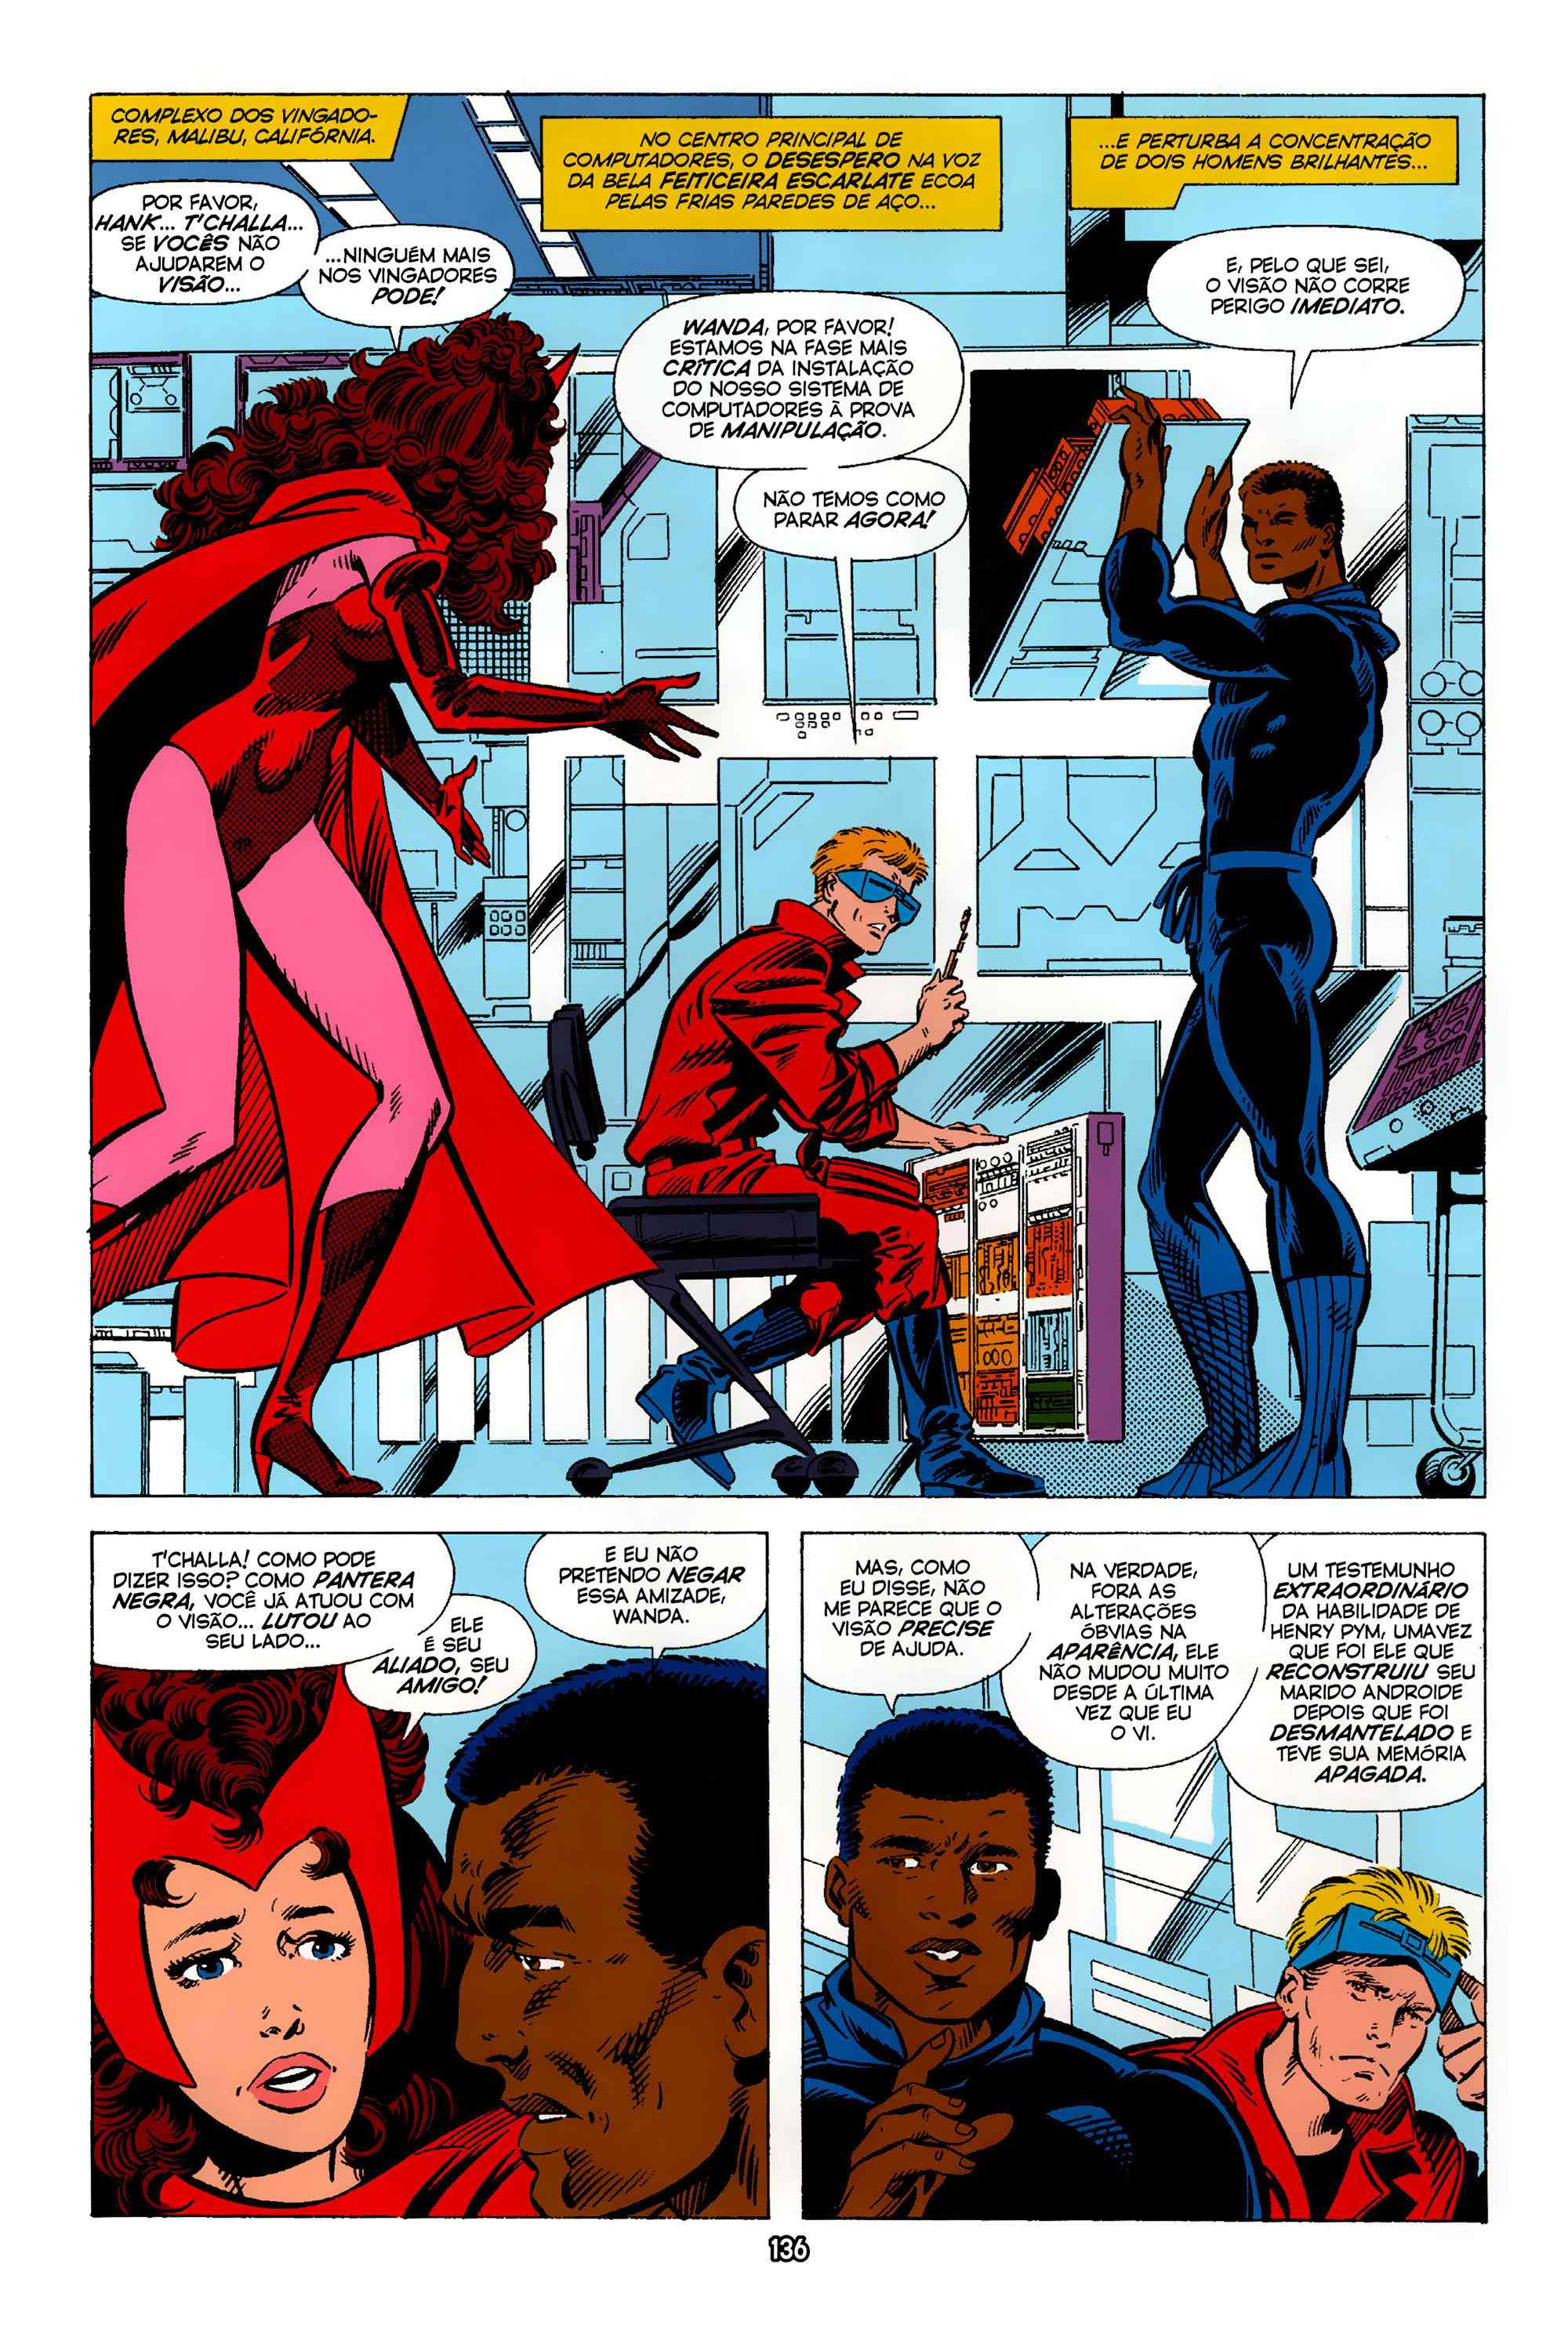 COMPLEXO DOS VINGADO-
RES, MALIBU, CALIFÓRNIA.
POR FAVOR,
HANK... T'CHALLA...
SE VOCÊS NÃO
AJUDAREM O
VISÃO...
...NINGUÉM MAIS
NOS VINGADORES
PODE!
NO CENTRO PRINCIPAL DE
COMPUTADORES, O DESESPERO NA VOZ
DA BELA FEITICEIRA ESCARLATE ECOA
PELAS FRIAS PAREDES DE AÇO...
...E PERTURBA A CONCENTRAÇÃO
DE DOIS HOMENS BRILHANTES...
WANDA, POR FAVOR!
ESTAMOS NA FASE MAIS
CRÍTICA DA INSTALAÇÃO
DO NOSSO SISTEMA DE
COMPUTADORES À PROVA
DE MANIPULAÇÃO.
NÃO TEMOS COMO
PARAR AGORA!
E, PELO QUE SEI,
O VISÃO NÃO CORRE
PERIGO IMEDIATO.
T'CHALLA! COMO PODE
DIZER ISSO? COMO PANTERA
NEGRA, VOCÊ JÁ ATUOU COM
O VISÃO... LUTOU AO
SEU LADO...
ELE
É SEU
ALIADO, SEU
AMIGO!
E EU NÃO
PRETENDO NEGAR
ESSA AMIZADE,
WANDA.
MAS, COMO
EU DISSE, NÃO
ME PARECE QUE O
VISÃO PRECISE
DE AJUDA.
NA VERDADE,
FORA AS
ALTERAÇÕES
ÓBVIAS NA
APARÊNCIA, ELE
NÃO MUDOU MUITO
DESDE A ÚLTIMA
VEZ QUE EU
O VI.
UM TESTEMUNHO
EXTRAORDINÁRIO
DA HABILIDADE DE
HENRY PYM, UMAVEZ
QUE FOI ELE QUE
RECONSTRUIU SEU
MARIDO ANDROIDE
DEPOIS QUE FOI
DESMANTELADO E
TEVE SUA MEMÓRIA
APAGADA.
136